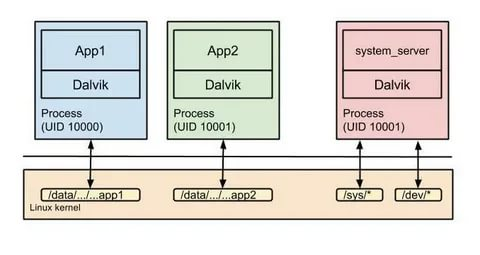 App1
Dalvik
Process
(UID 10000)
App2
Dalvik
Process
(UID 10001)
system_server
Dalvik
Process
(UID 10001)
/data/.../...app1
/data/.../...app2
/sys/*
/dev/*
Linux kernel